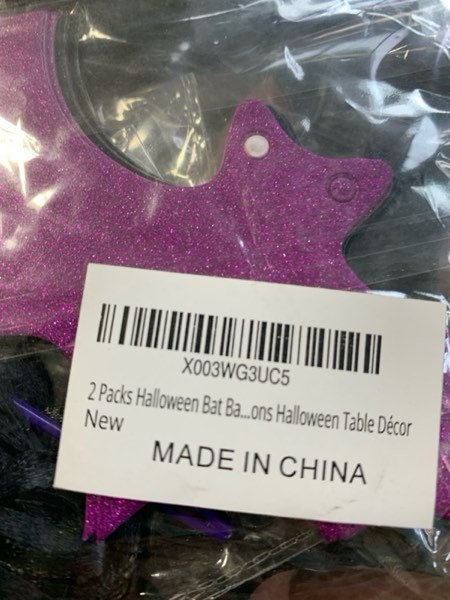 X003WG3UC5
2 Packs Halloween Bat Ba...ons Halloween Table Décor
New
MADE IN CHINA